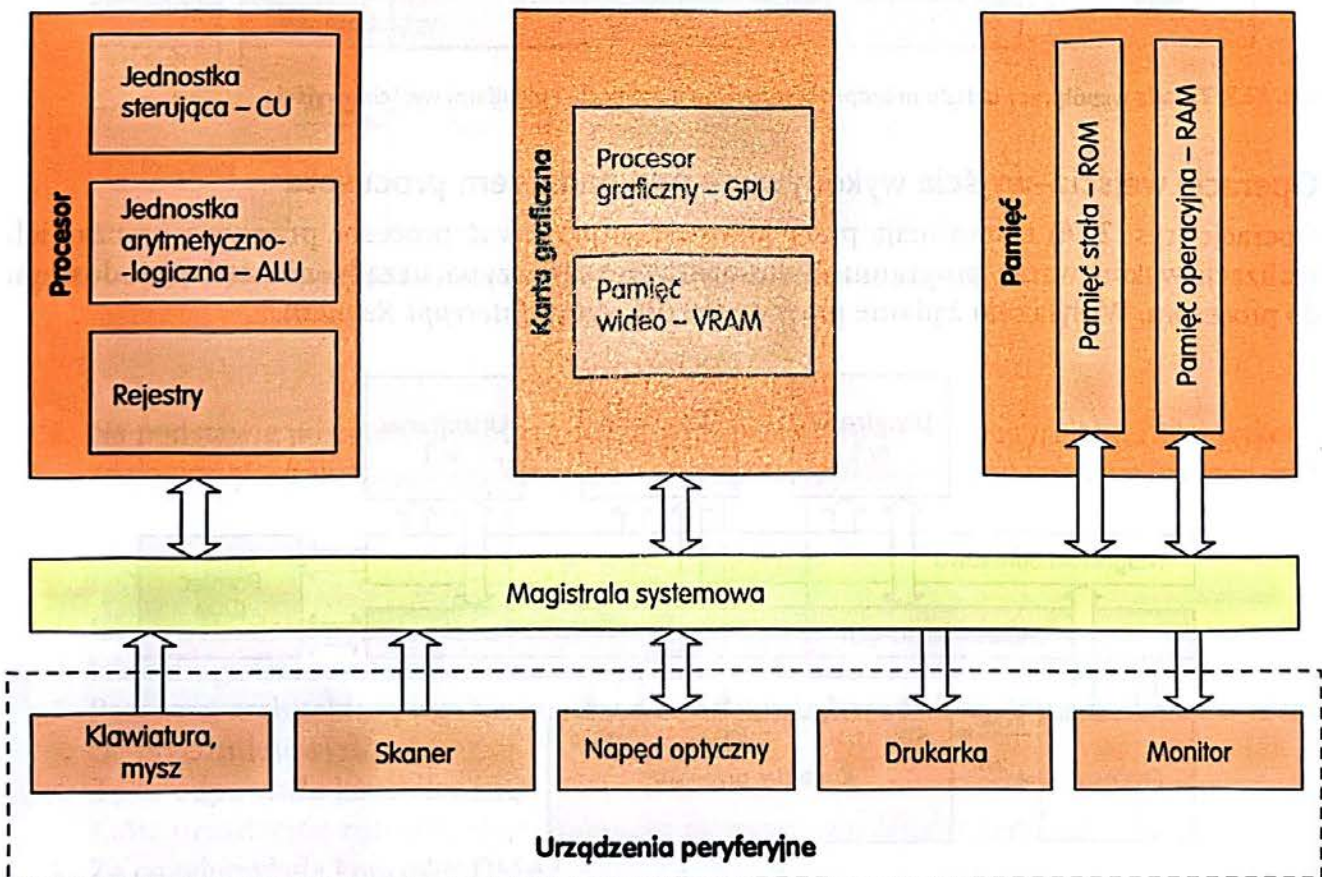 Procesor
Jednostka
sterująca – CU
Jednostka
arytmetyczno-
-logiczna – ALU
Rejestry
Karta graficzna
Procesor
graficzny – GPU
Pamięć
wideo – VRAM
Pamięć
Pamięć stała – ROM
Pamięć operacyjna – RAM
Magistrala systemowa
Klawiatura,
mysz
Skaner
Napęd optyczny
Drukarka
Monitor
Urządzenia peryferyjne